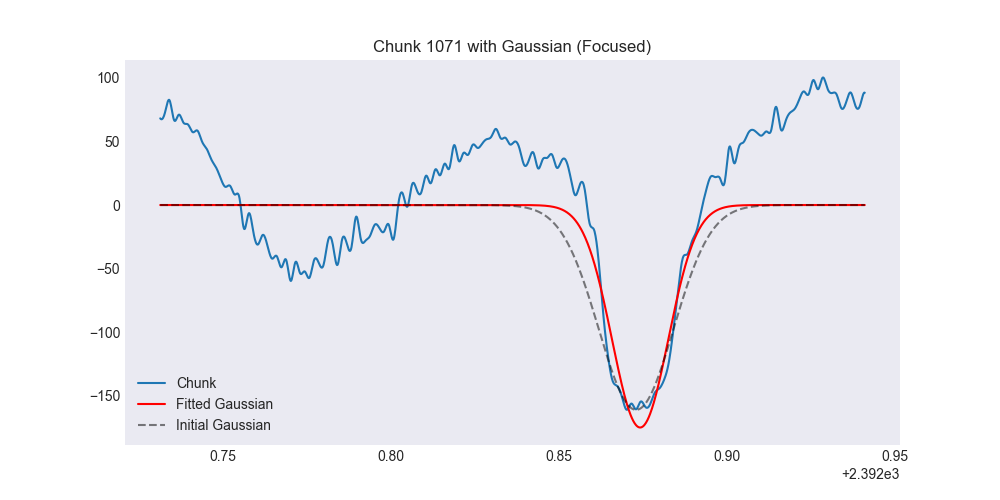 Chunk 1071 with Gaussian (Focused)
100
50
0
−50
−100
−150
Chunk
Fitted Gaussian
Initial Gaussian
0.75 0.80 0.85 0.90 0.95
+2.392e3